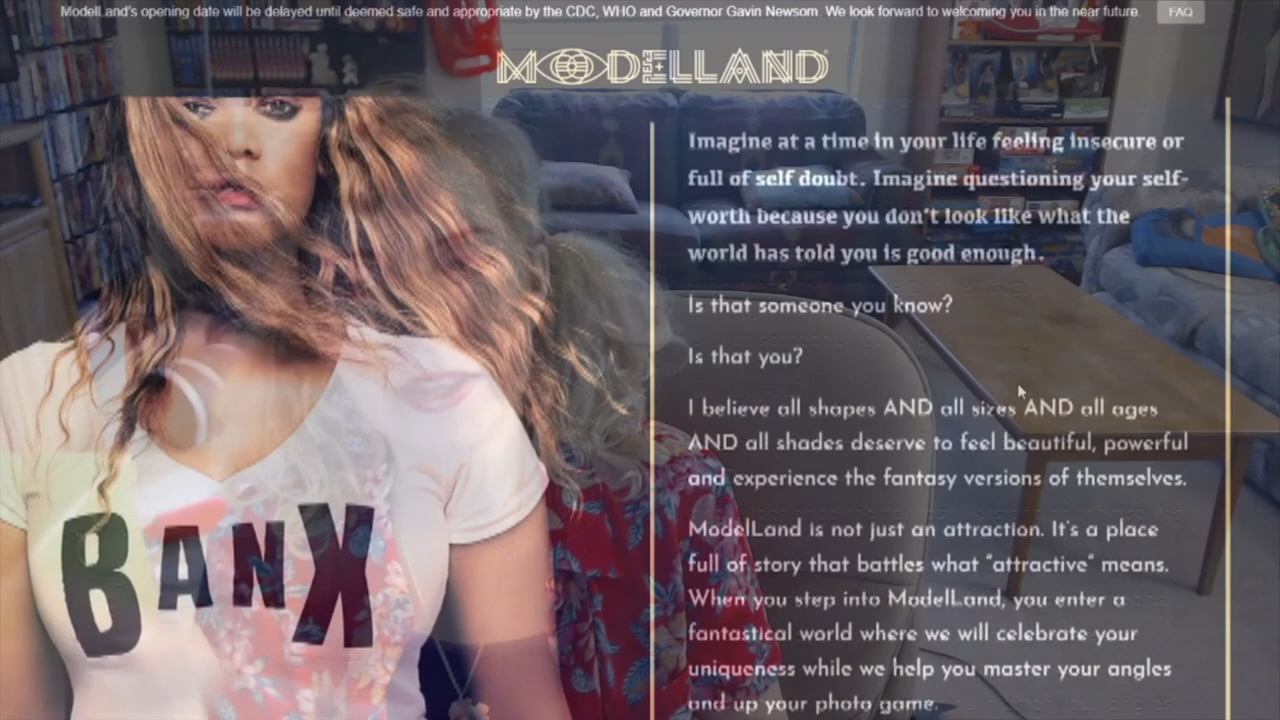 ModelLand's opening date will be delayed until deemed safe and appropriate by the CDC, WHO and Governor Gavin Newsom. We look forward to welcoming you in the near future. FAQ
MODELLAND
Imagine at a time in your life feeling insecure or
full of self doubt. Imagine questioning your self-
worth because you don't look like what the
world has told you is good enough.
Is that someone you know?
Is that you?
I believe all shapes AND all sizes AND all ages
AND all shades deserve to feel beautiful, powerful
and experience the fantasy versions of themselves.
ModelLand is not just an attraction. It's a place
full of story that battles what "attractive" means.
When you step into ModelLand, you enter a
fantastical world where we will celebrate your
uniqueness while we help you master your angles
and up your photo game.
BANX